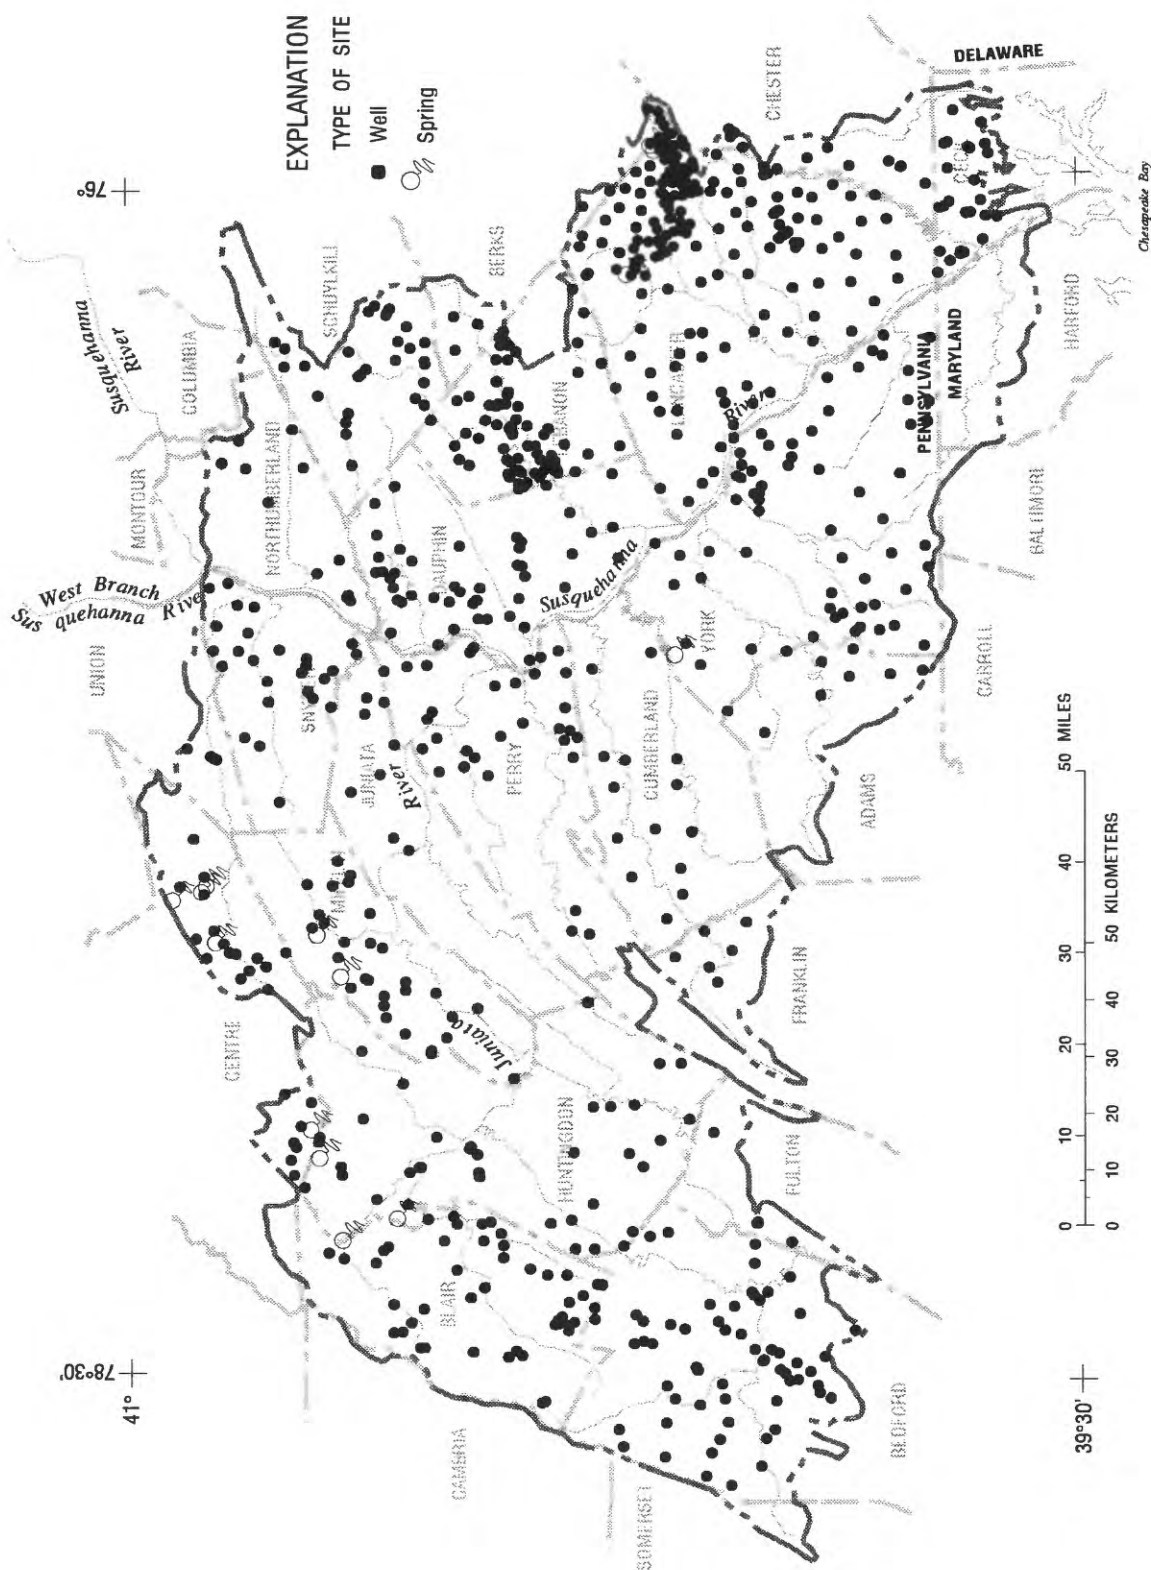 EXPLANATION
TYPE OF SITE
Well
Spring
76°
78°30'
41°
39°30'
Susquehanna
River
West Branch
Susquehanna River
COLUMBIA
MONTOUR
UNION
NORTHUMBERLAND
SCHUYLKILL
BERKS
CENTRE
SNYDER
MIFFLIN
JUNIATA
DAUPHIN
LEBANON
LANCASTER
CHESTER
PERRY
River
Juniata
Susquehanna
River
BLAIR
CAMBRIA
HUNTINGDON
CUMBERLAND
YORK
SOMERSET
BEDFORD
FULTON
FRANKLIN
ADAMS
CARROLL
BALTIMORE
HARFORD
CECIL
PENNSYLVANIA
MARYLAND
DELAWARE
Chesapeake Bay
0 10 20 30 40 50 MILES
0 10 20 30 40 50 KILOMETERS